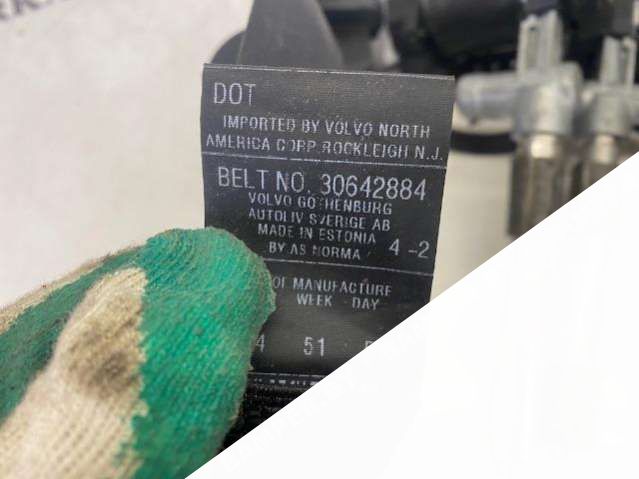 DOT
IMPORTED BY VOLVO NORTH
AMERICA CORP. ROCKLEIGH N.J.
BELT NO. 30642884
VOLVO GOTHENBURG
AUTOLIV SVERIGE AB
MADE IN ESTONIA
BY AS NORMA 4-2
OF MANUFACTURE
WEEK - DAY
4 51